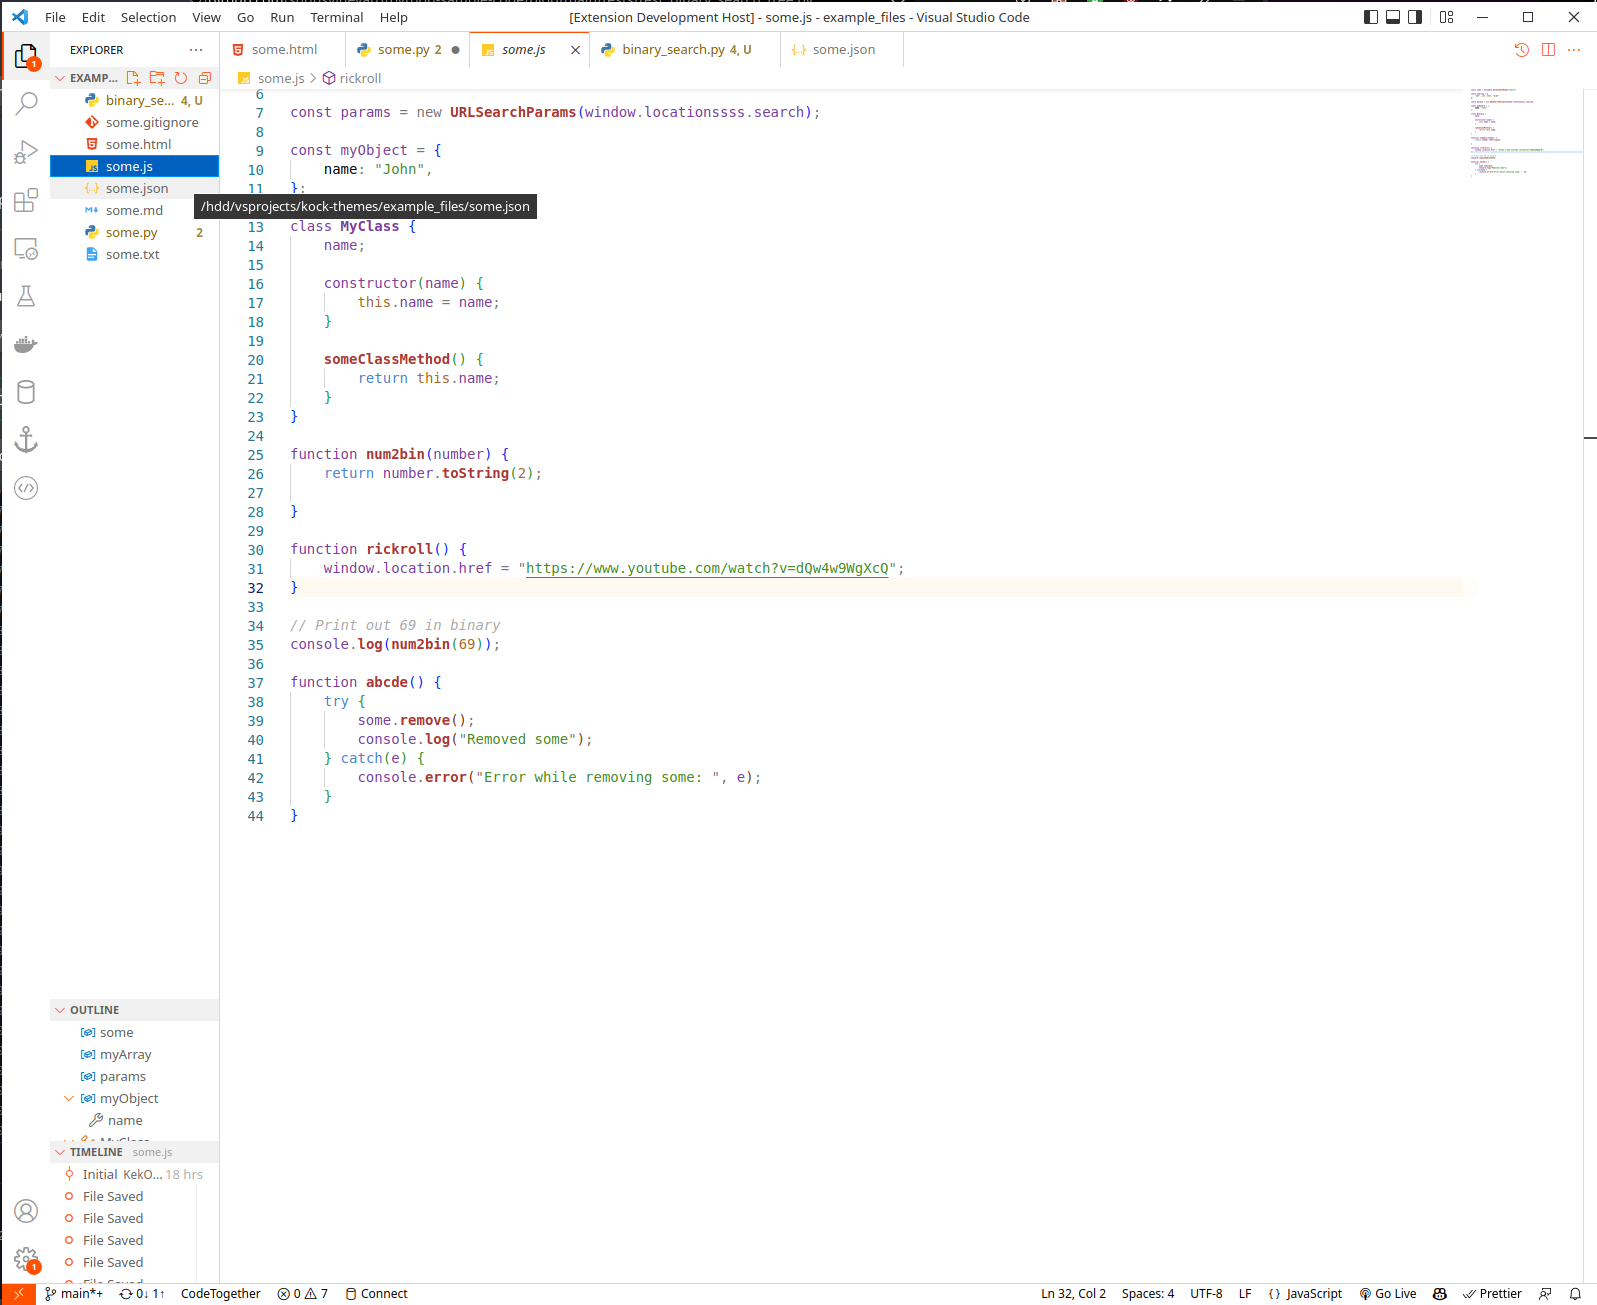 File Edit Selection View Go Run Terminal Help
[Extension Development Host] - some.js - example_files - Visual Studio Code
EXPLORER
some.html
some.py 2
some.js
binary_search.py 4, U
some.json
EXAMP...
some.js > rickroll
binary_se... 4, U
some.gitignore
some.html
some.js
some.json
some.md
some.py 2
some.txt
/hdd/vsprojects/kock-themes/example_files/some.json
6
7 const params = new URLSearchParams(window.locationssss.search);
8
9 const myObject = {
10 name: "John",
11 };
13 class MyClass {
14 name;
15
16 constructor(name) {
17 this.name = name;
18 }
19
20 someClassMethod() {
21 return this.name;
22 }
23 }
24
25 function num2bin(number) {
26 return number.toString(2);
27
28 }
29
30 function rickroll() {
31 window.location.href = "https://www.youtube.com/watch?v=dQw4w9WgXcQ";
32 }
33
34 // Print out 69 in binary
35 console.log(num2bin(69));
36
37 function abcde() {
38 try {
39 some.remove();
40 console.log("Removed some");
41 } catch(e) {
42 console.error("Error while removing some: ", e);
43 }
44 }
OUTLINE
some
myArray
params
myObject
name
MyClass
TIMELINE some.js
Initial KekO... 18 hrs
File Saved
File Saved
File Saved
File Saved
File Saved
1
1
main*+ 0↓ 1↑ CodeTogether 0 7 Connect
Ln 32, Col 2 Spaces: 4 UTF-8 LF {} JavaScript Go Live Prettier